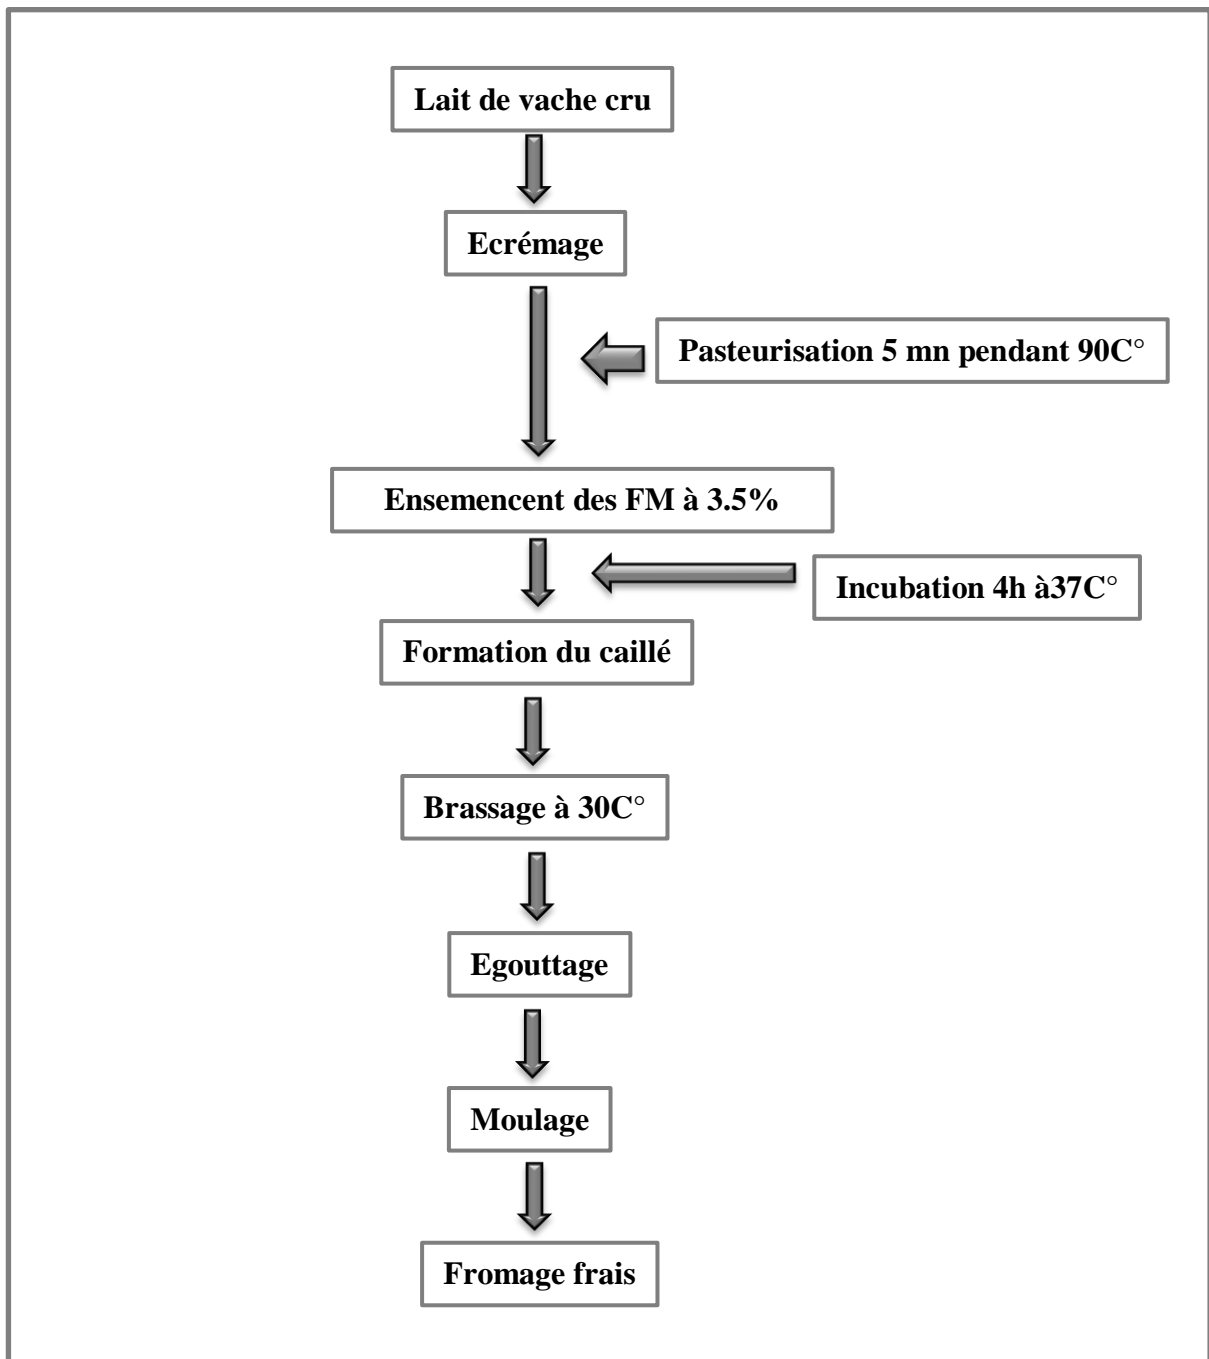 Lait de vache cru
Ecrémage
Pasteurisation 5 mn pendant 90C°
Ensemencent des FM à 3.5%
Incubation 4h à37C°
Formation du caillé
Brassage à 30C°
Egouttage
Moulage
Fromage frais